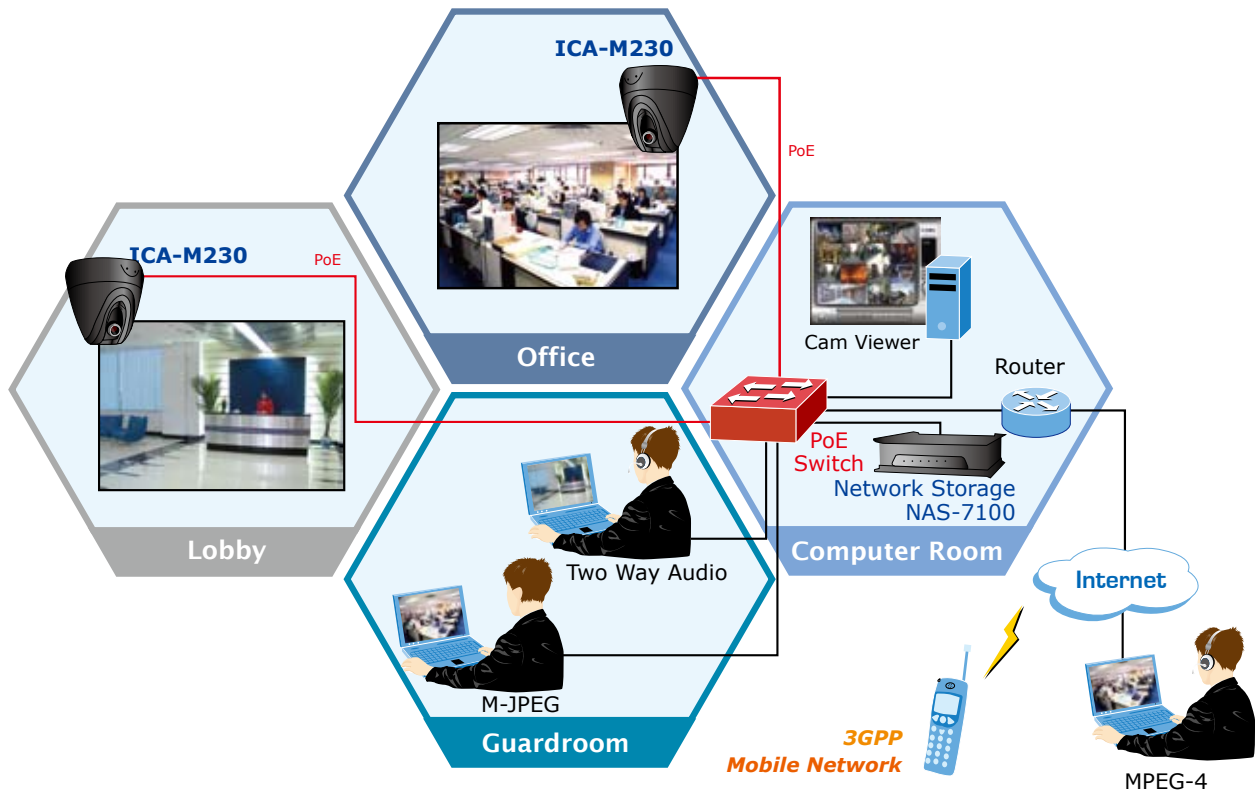 ICA-M230
PoE
ICA-M230
PoE
Office
Lobby
Cam Viewer
Router
PoE
Switch
Network Storage
NAS-7100
Computer Room
Two Way Audio
M-JPEG
Guardroom
Internet
3GPP
Mobile Network
MPEG-4